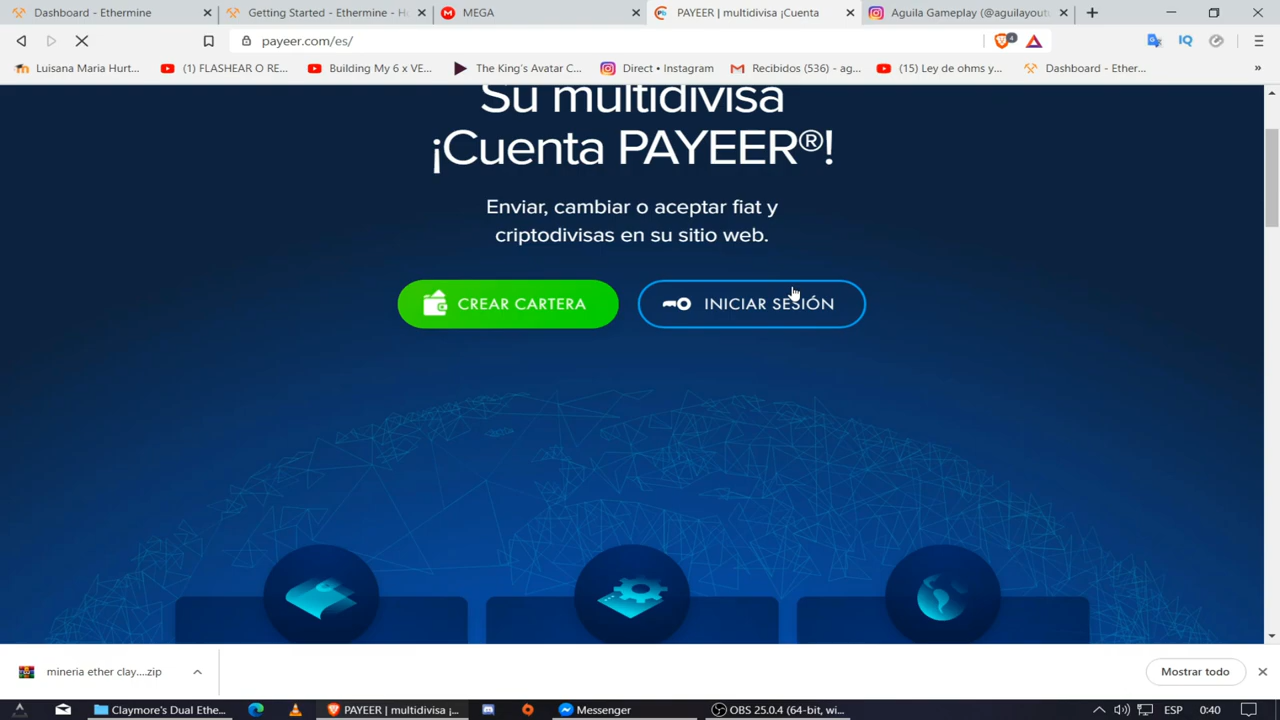 Dashboard - Ethermine
Getting Started - Ethermine - H
MEGA
PAYEER | multidivisa ¡Cuenta
Aguila Gameplay (@aguilayout
payeer.com/es/
4
Luisana Maria Hurt...
(1) FLASHEAR O RE...
Building My 6 x VE...
The King's Avatar C...
Direct • Instagram
Recibidos (536) - ag...
(15) Ley de ohms y...
Dashboard - Ether...
»
Su multidivisa
¡Cuenta PAYEER®!
Enviar, cambiar o aceptar fiat y
criptodivisas en su sitio web.
CREAR CARTERA
INICIAR SESIÓN
mineria ether clay....zip
Mostrar todo
Claymore's Dual Ethe...
PAYEER | multidivisa ¡...
Messenger
OBS 25.0.4 (64-bit, wi...
ESP
0:40